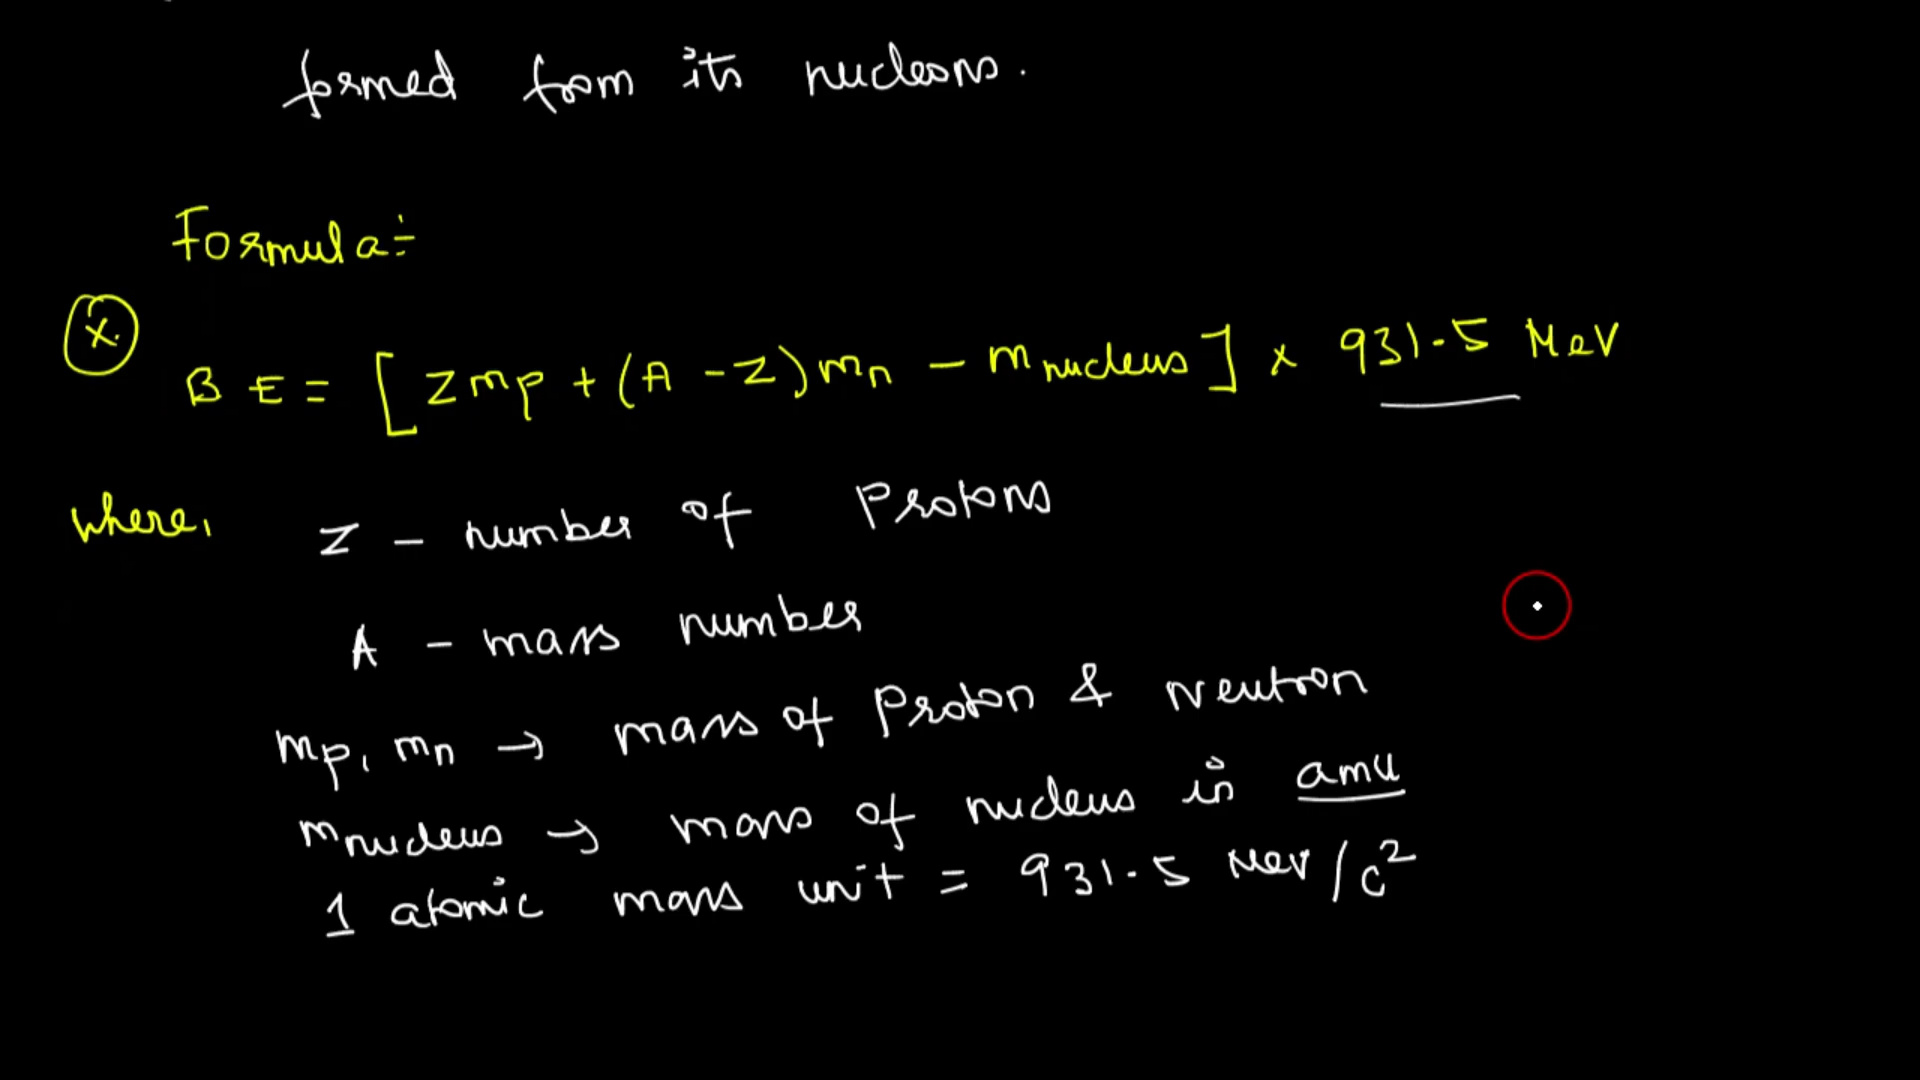 formed from its nucleons.
Formula:-
x. BE = [Zmp + (A - Z)mn - mnucleus] x 931.5 MeV
where, Z - number of Protons
A - mass number
mp, mn → mass of Proton & Neutron
mnucleus → mass of nucleus in amu
1 atomic mass unit = 931.5 MeV/c²